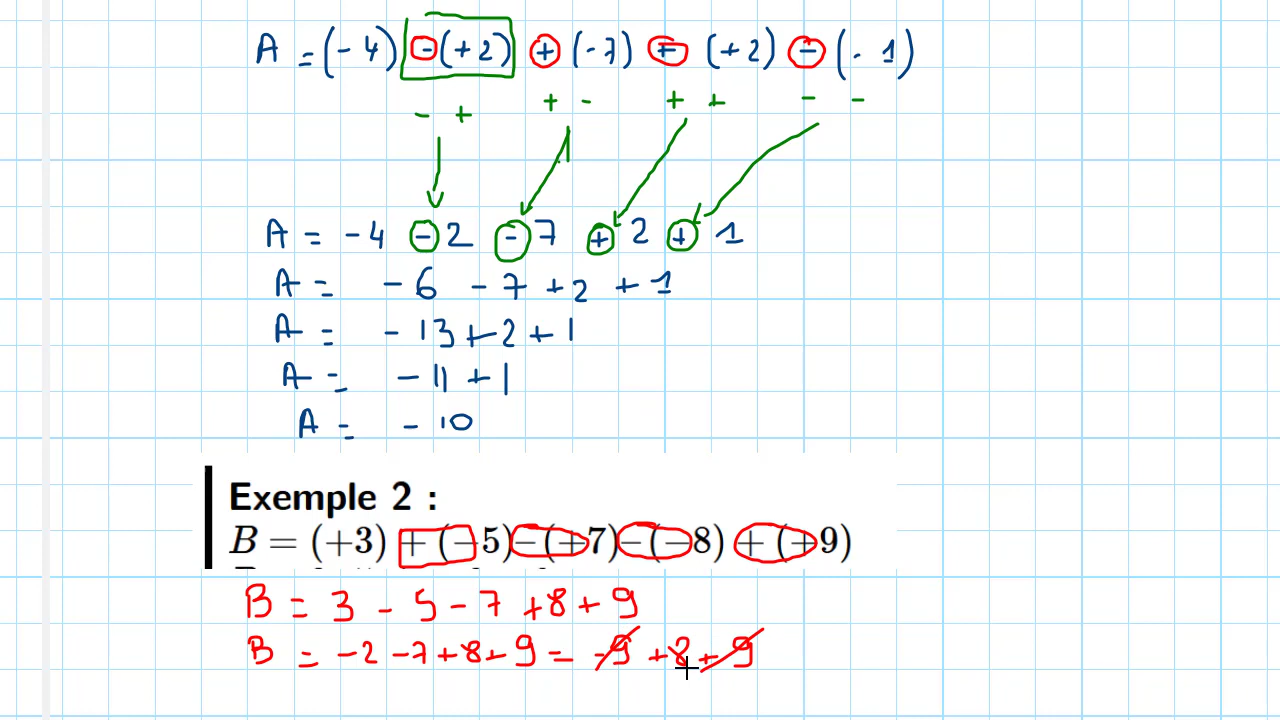 A = (-4) - (+2) + (-7) + (+2) - (-1)
- + + - + + - -
A = -4 - 2 - 7 + 2 + 1
A = - 6 - 7 + 2 + 1
A = - 13 + 2 + 1
A = - 11 + 1
A = - 10
Exemple 2 :
B = (+3) + (-5) - (+7) - (-8) + (+9)
B = 3 - 5 - 7 + 8 + 9
B = -2 - 7 + 8 + 9 = -9 + 8 + 9